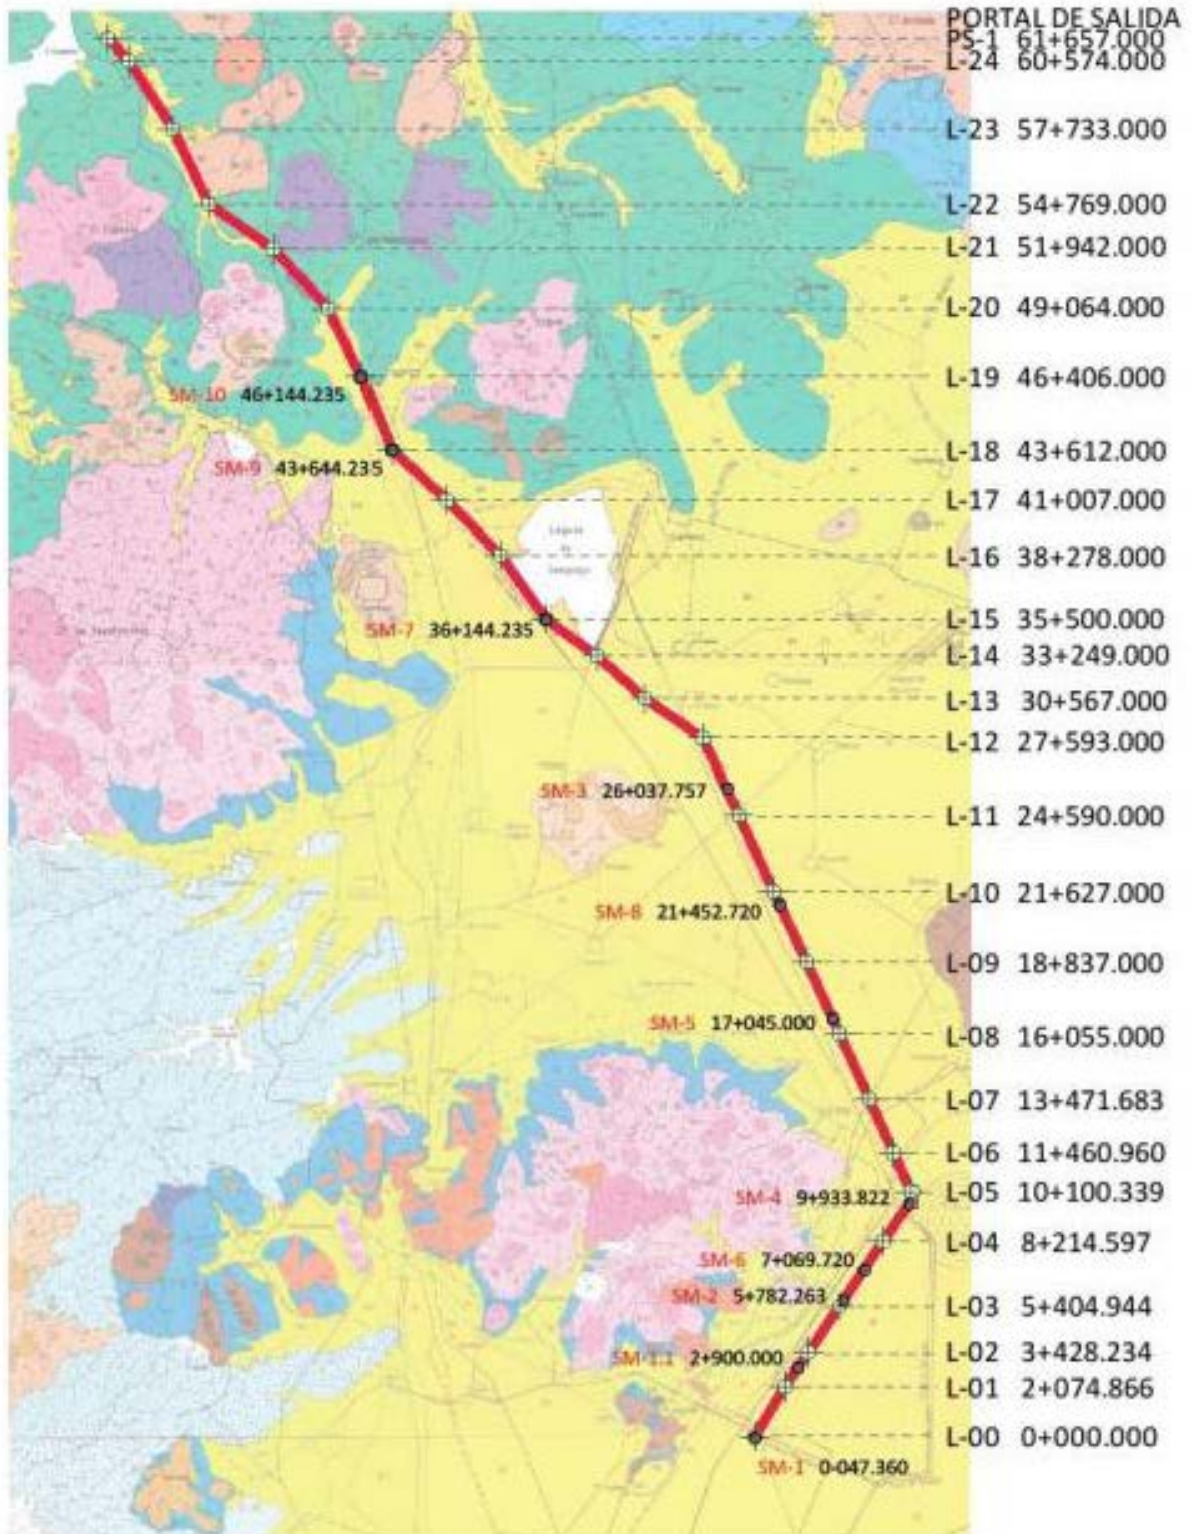 PORTAL DE SALIDA
PS-1 61+657.000
L-24 60+574.000
L-23 57+733.000
L-22 54+769.000
L-21 51+942.000
L-20 49+064.000
L-19 46+406.000
SM-10 46+144.235
L-18 43+612.000
SM-9 43+644.235
L-17 41+007.000
L-16 38+278.000
L-15 35+500.000
SM-7 36+144.235
L-14 33+249.000
L-13 30+567.000
L-12 27+593.000
SM-3 26+037.757
L-11 24+590.000
L-10 21+627.000
SM-8 21+452.720
L-09 18+837.000
SM-5 17+045.000
L-08 16+055.000
L-07 13+471.683
L-06 11+460.960
L-05 10+100.339
SM-4 9+933.822
L-04 8+214.597
SM-6 7+069.720
SM-2 5+782.263
L-03 5+404.944
L-02 3+428.234
SM-1.1 2+900.000
L-01 2+074.866
L-00 0+000.000
SM-1 0-047.360